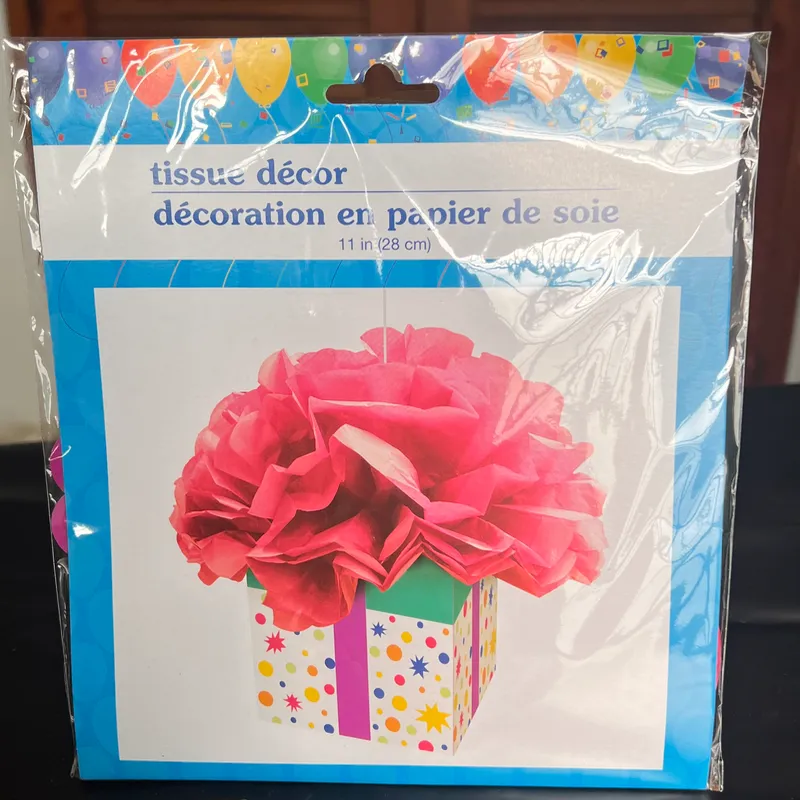 tissue décor
décoration en papier de soie
11 in (28 cm)